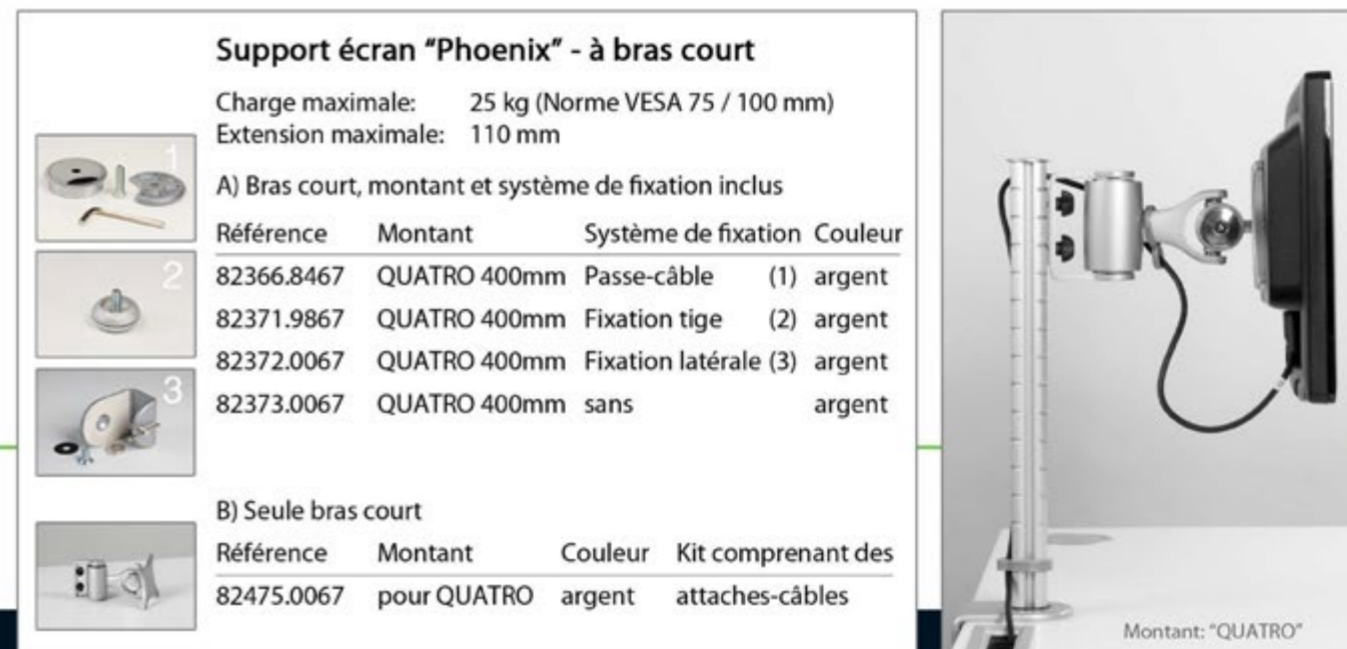 Support écran “Phoenix” - à bras court
Charge maximale: 25 kg (Norme VESA 75 / 100 mm)
Extension maximale: 110 mm
A) Bras court, montant et système de fixation inclus
Référence Montant Système de fixation Couleur
82366.8467 QUATRO 400mm Passe-câble (1) argent
82371.9867 QUATRO 400mm Fixation tige (2) argent
82372.0067 QUATRO 400mm Fixation latérale (3) argent
82373.0067 QUATRO 400mm sans argent
1
2
3
B) Seule bras court
Référence Montant Couleur Kit comprenant des
82475.0067 pour QUATRO argent attaches-câbles
Montant: “QUATRO”